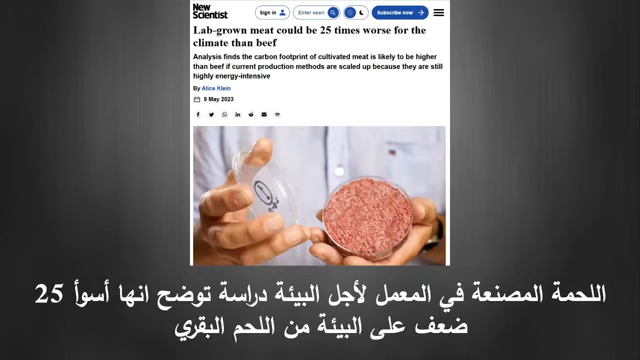 New
Scientist
Sign in
Enter sear
Subscribe now
Lab-grown meat could be 25 times worse for the
climate than beef
Analysis finds the carbon footprint of cultivated meat is likely to be higher
than beef if current production methods are scaled up because they are still
highly energy-intensive
By Alice Klein
9 May 2023
اللحمة المصنعة في المعمل لأجل البيئة دراسة توضح انها أسوأ 25
ضعف على البيئة من اللحم البقري